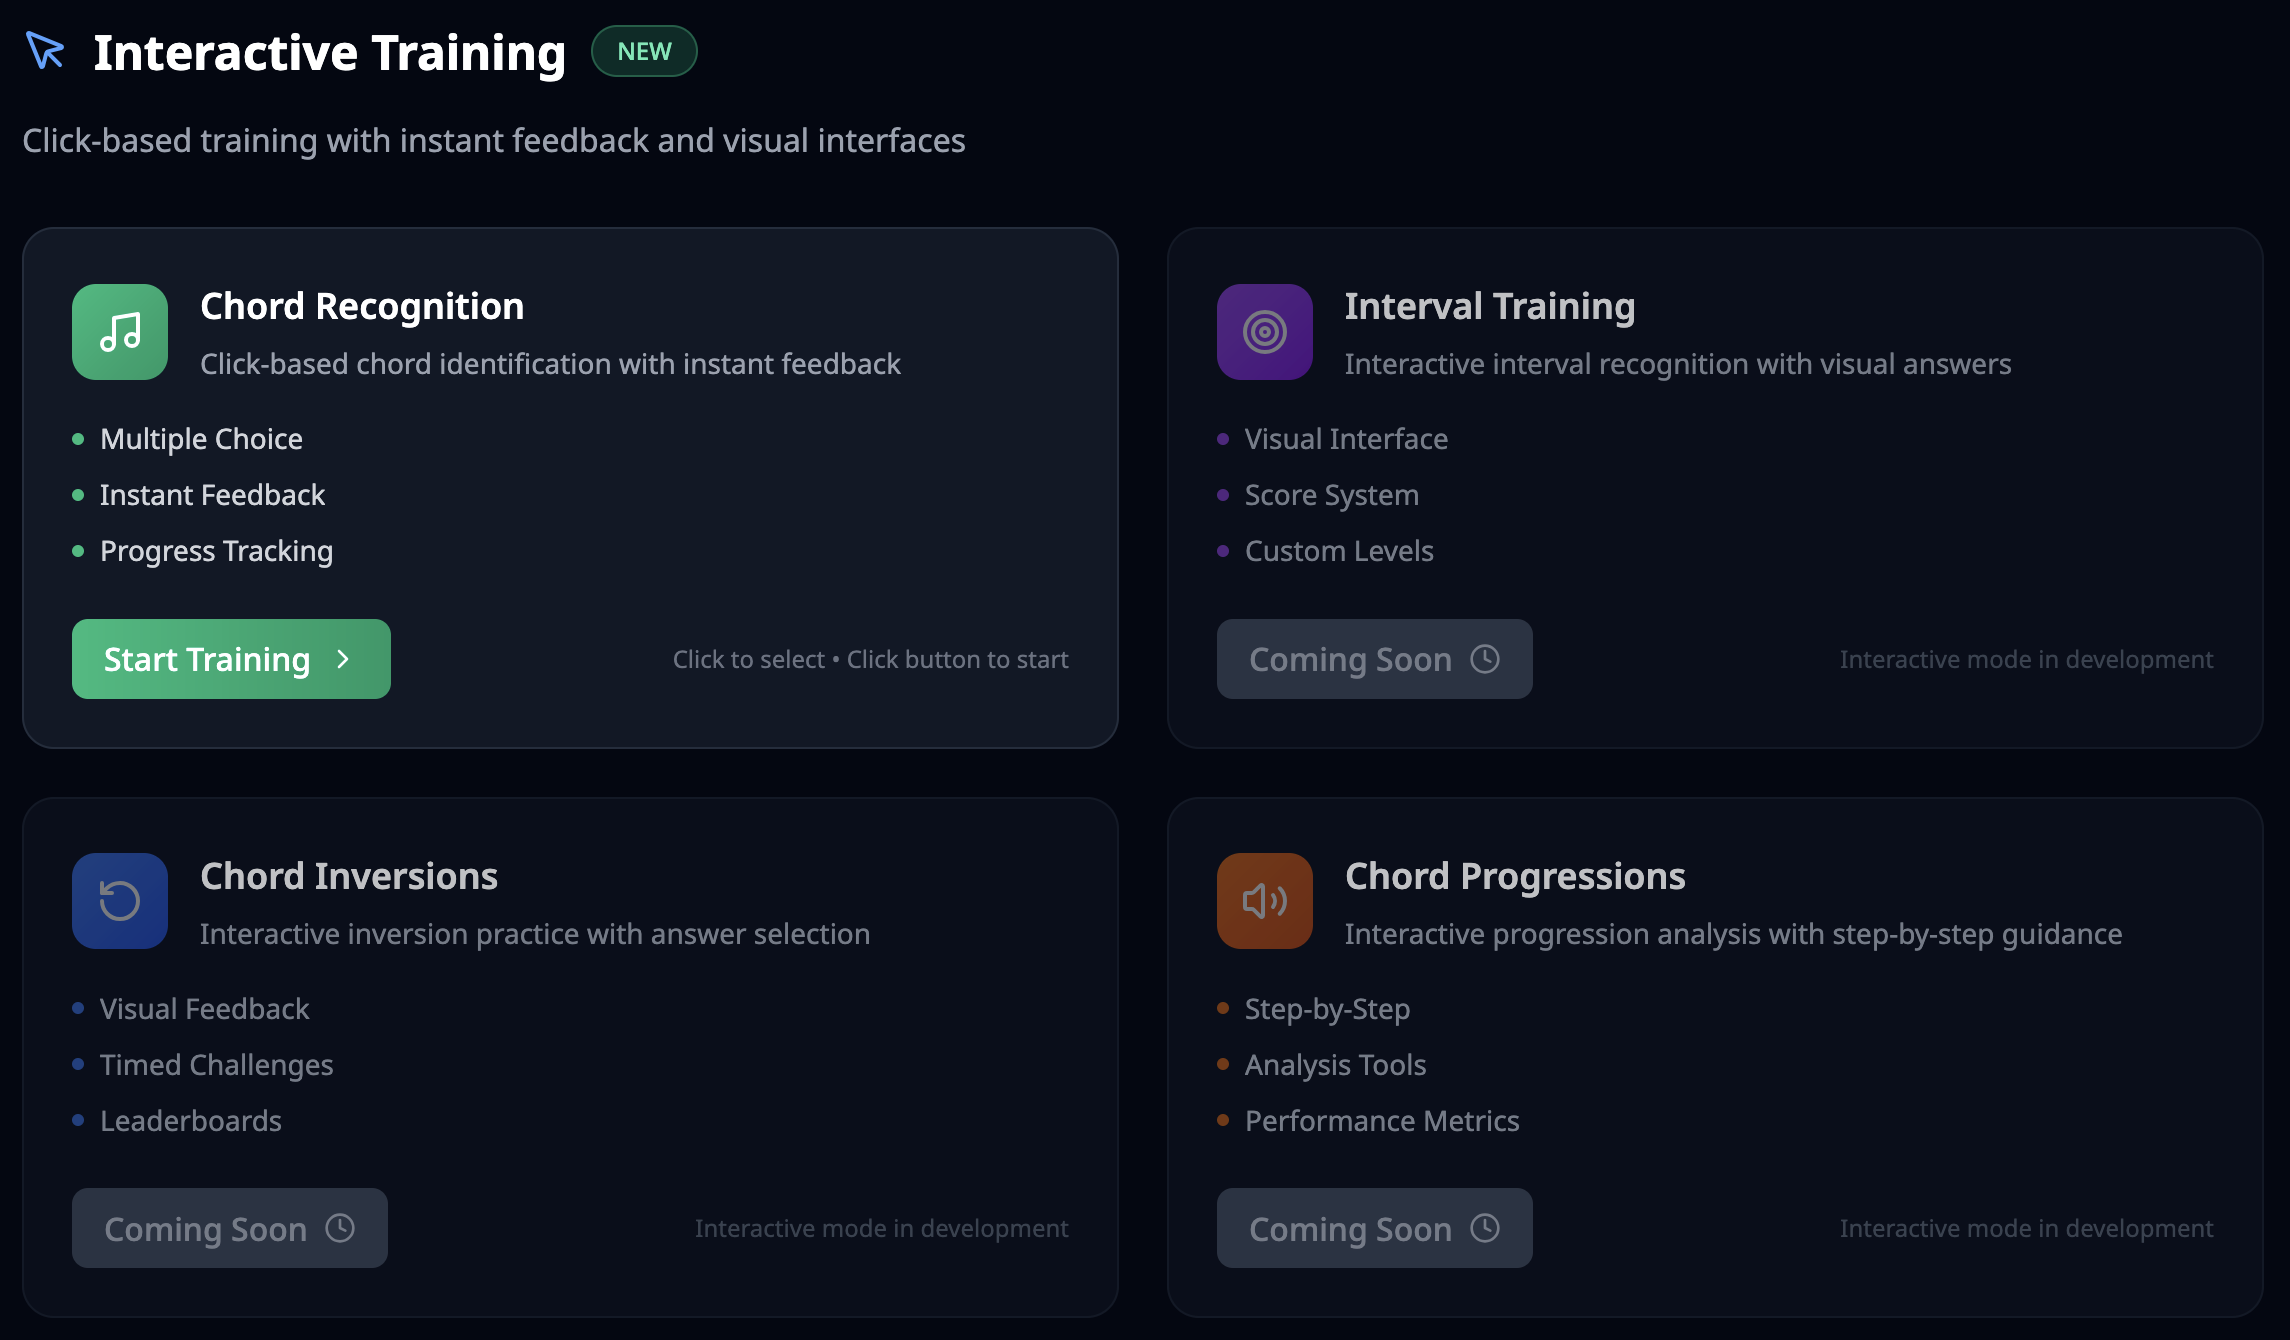 Interactive Training NEW
Click-based training with instant feedback and visual interfaces
Chord Recognition
Click-based chord identification with instant feedback
Multiple Choice
Instant Feedback
Progress Tracking
Start Training
Click to select • Click button to start
Interval Training
Interactive interval recognition with visual answers
Visual Interface
Score System
Custom Levels
Coming Soon
Interactive mode in development
Chord Inversions
Interactive inversion practice with answer selection
Visual Feedback
Timed Challenges
Leaderboards
Coming Soon
Interactive mode in development
Chord Progressions
Interactive progression analysis with step-by-step guidance
Step-by-Step
Analysis Tools
Performance Metrics
Coming Soon
Interactive mode in development